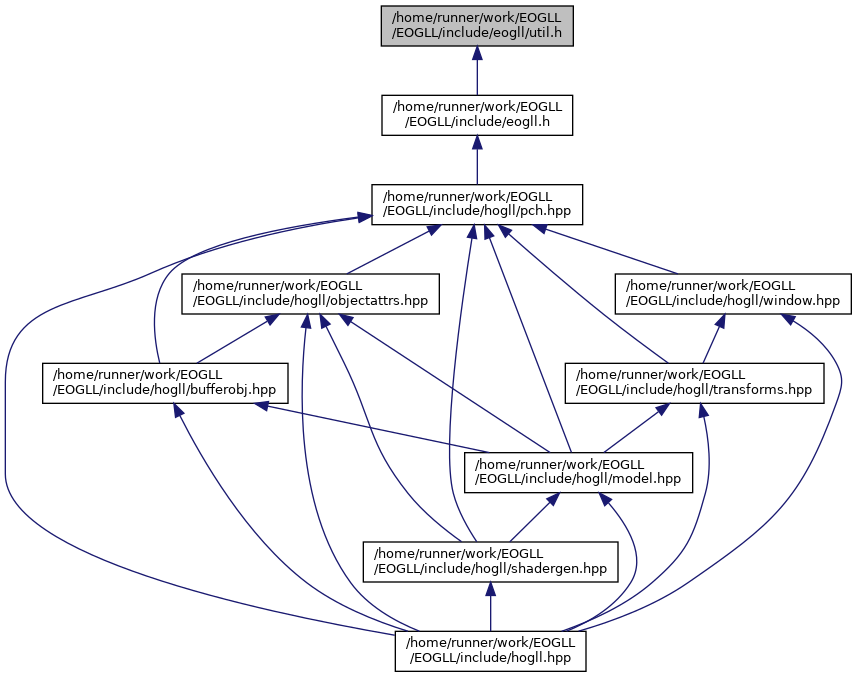 /home/runner/work/EOGLL
/EOGLL/include/eogll/util.h
/home/runner/work/EOGLL
/EOGLL/include/eogll.h
/home/runner/work/EOGLL
/EOGLL/include/hogll/pch.hpp
/home/runner/work/EOGLL
/EOGLL/include/hogll/objectattrs.hpp
/home/runner/work/EOGLL
/EOGLL/include/hogll/window.hpp
/home/runner/work/EOGLL
/EOGLL/include/hogll/bufferobj.hpp
/home/runner/work/EOGLL
/EOGLL/include/hogll/transforms.hpp
/home/runner/work/EOGLL
/EOGLL/include/hogll/model.hpp
/home/runner/work/EOGLL
/EOGLL/include/hogll/shadergen.hpp
/home/runner/work/EOGLL
/EOGLL/include/hogll.hpp